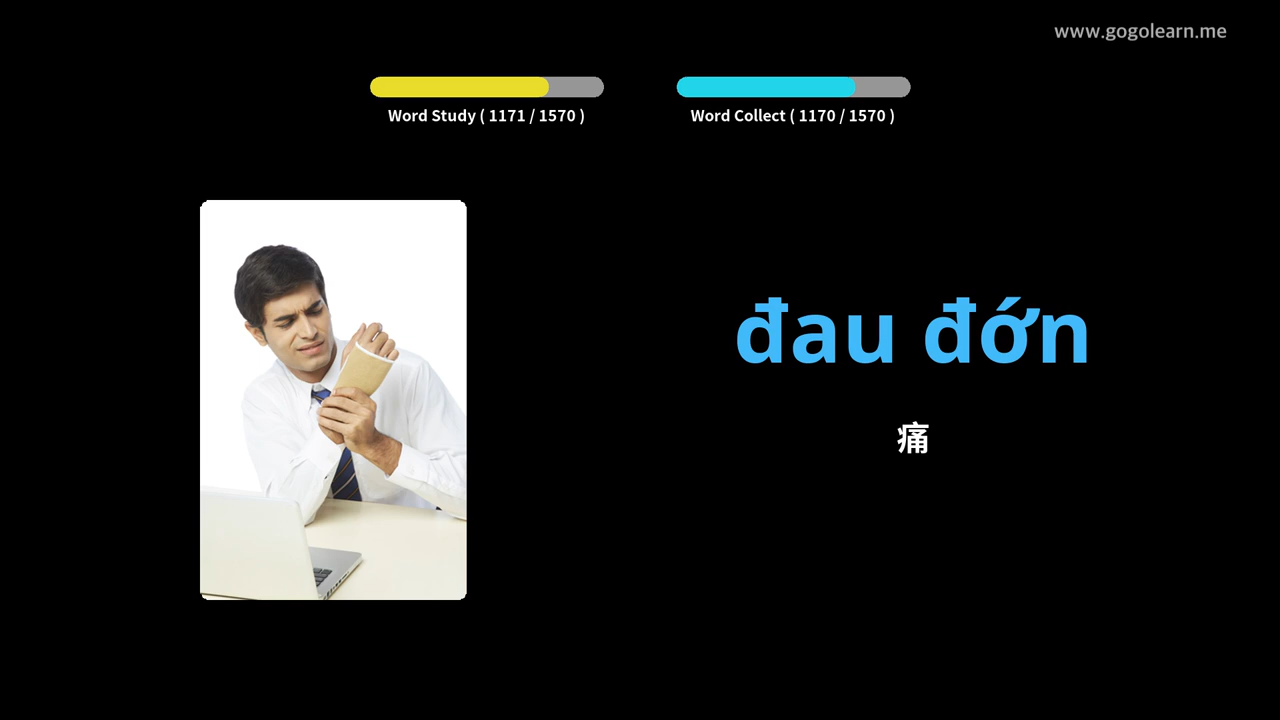 www.gogolearn.me
Word Study ( 1171 / 1570 )
Word Collect ( 1170 / 1570 )
đau đớn
痛